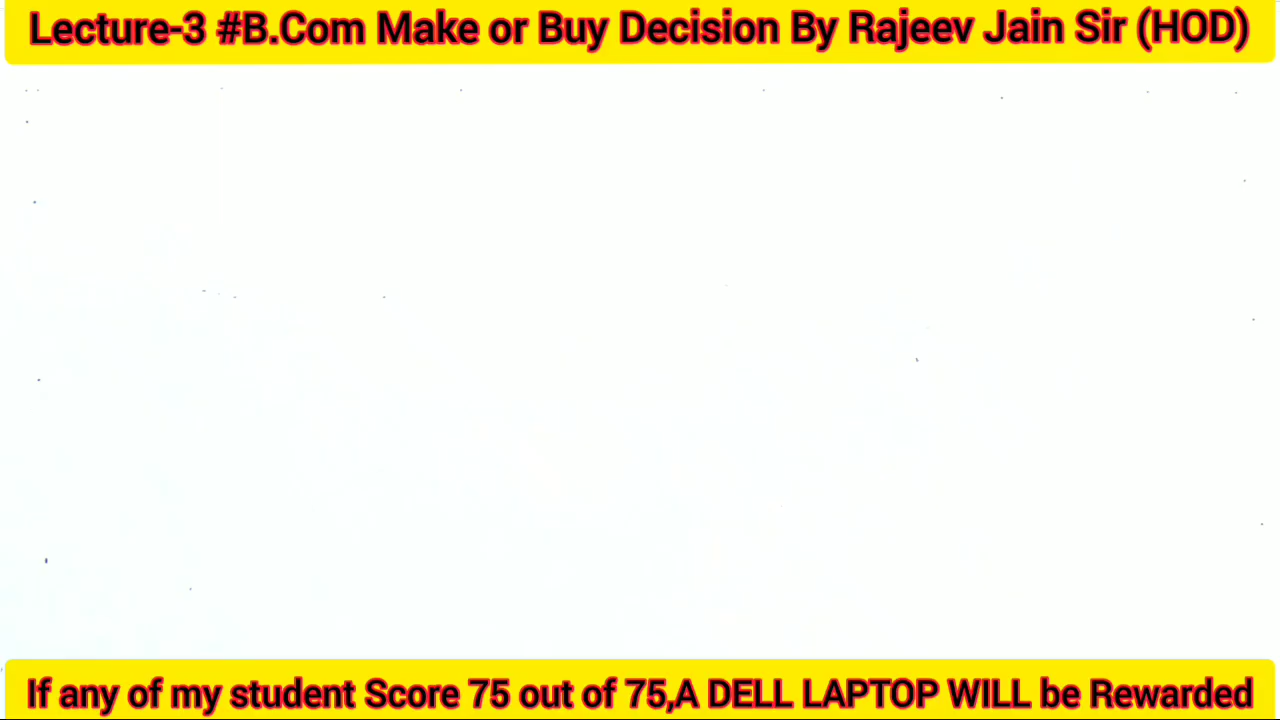 Lecture-3 #B.Com Make or Buy Decision By Rajeev Jain Sir (HOD)
If any of my student Score 75 out of 75,A DELL LAPTOP WILL be Rewarded